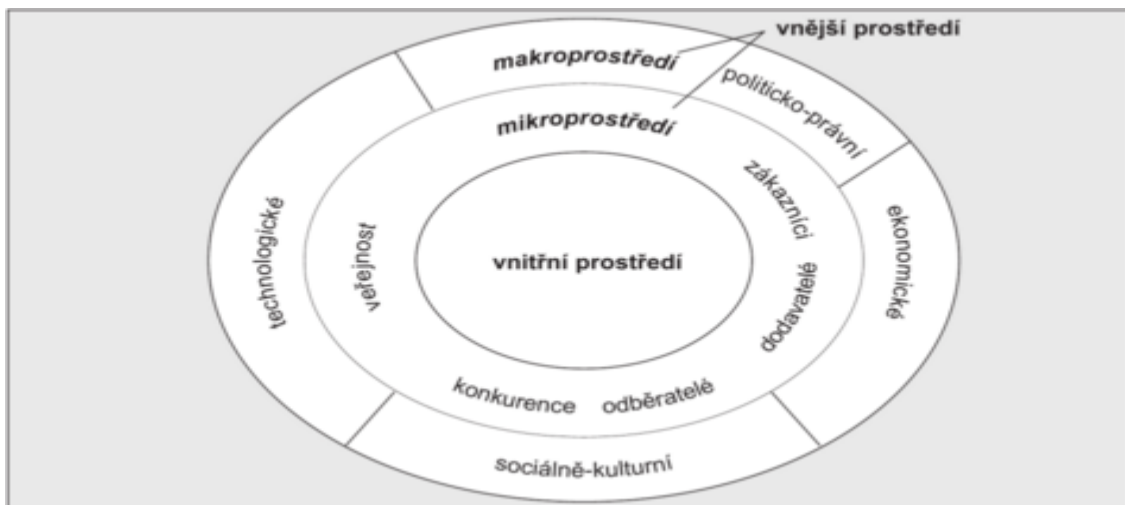 vnější prostředí
makroprostředí
politicko-právní
mikroprostředí
zákazníci
ekonomické
technologické
veřejnost
vnitřní prostředí
dodavatelé
konkurence
odběratelé
sociálně-kulturní